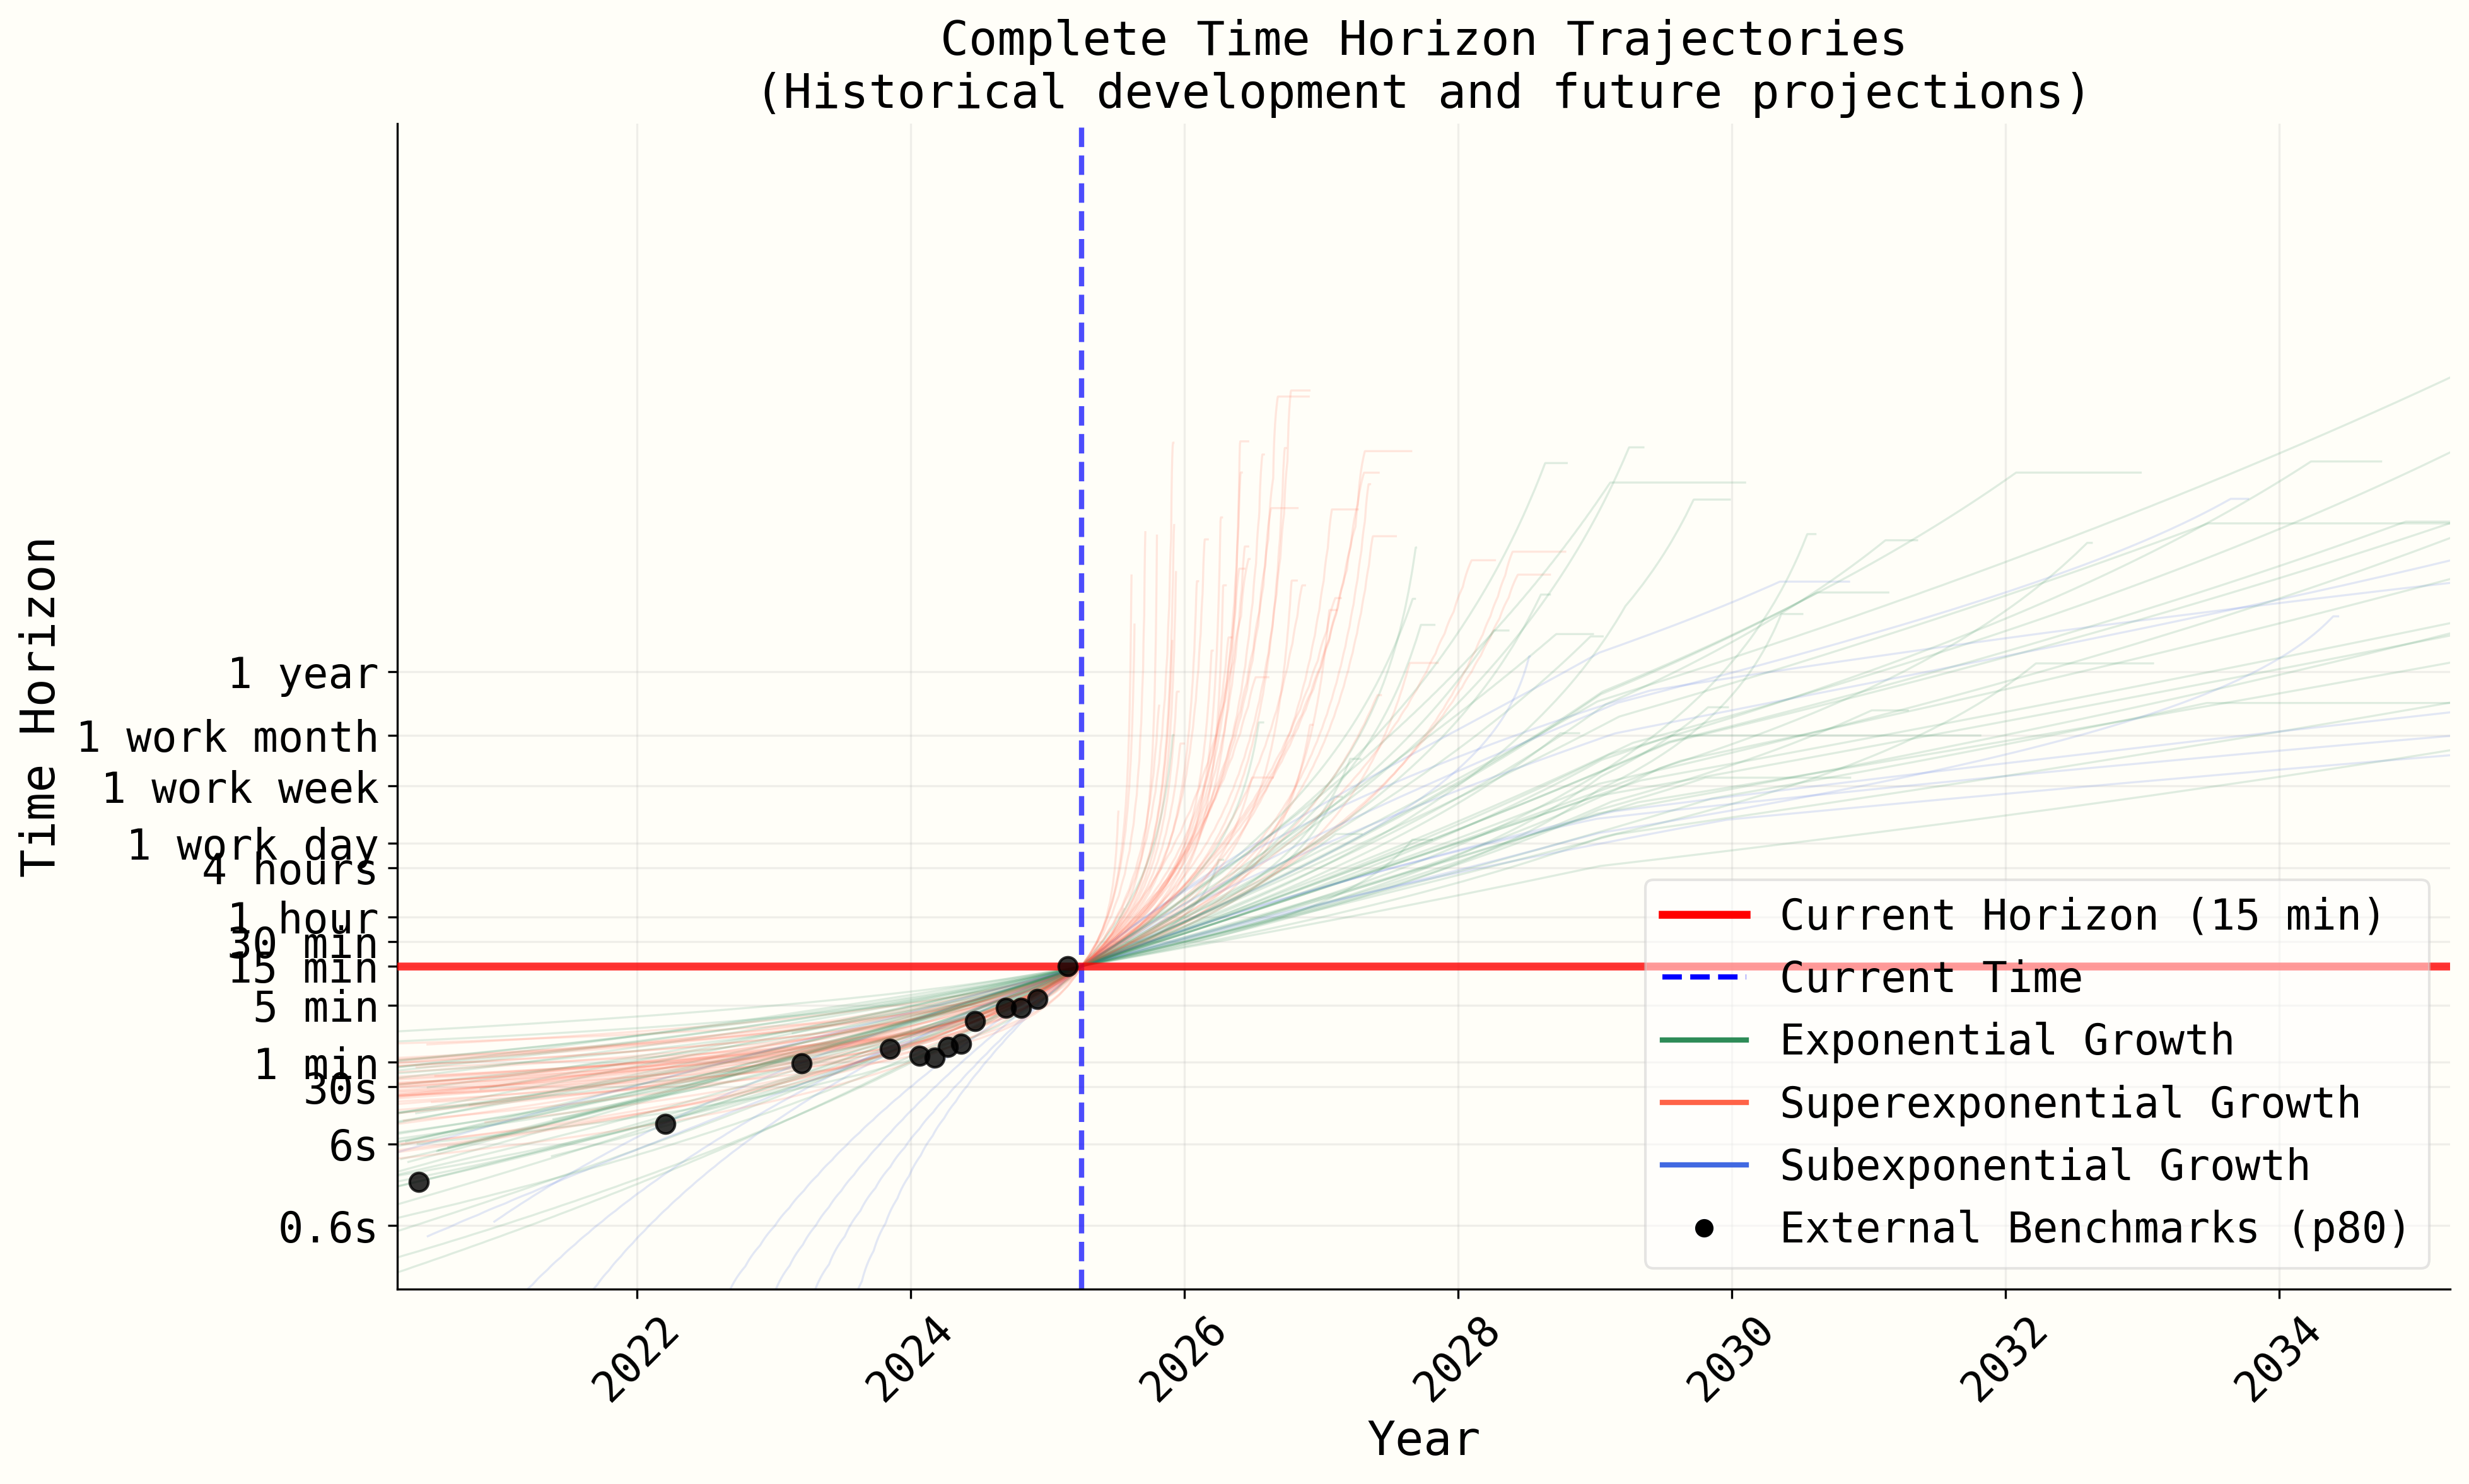 Complete Time Horizon Trajectories
(Historical development and future projections)
Time Horizon
1 year
1 work month
1 work week
1 work day
4 hours
1 hour
30 min
15 min
5 min
1 min
30s
6s
0.6s
Current Horizon (15 min)
Current Time
Exponential Growth
Superexponential Growth
Subexponential Growth
External Benchmarks (p80)
2022
2024
2026
2028
2030
2032
2034
Year